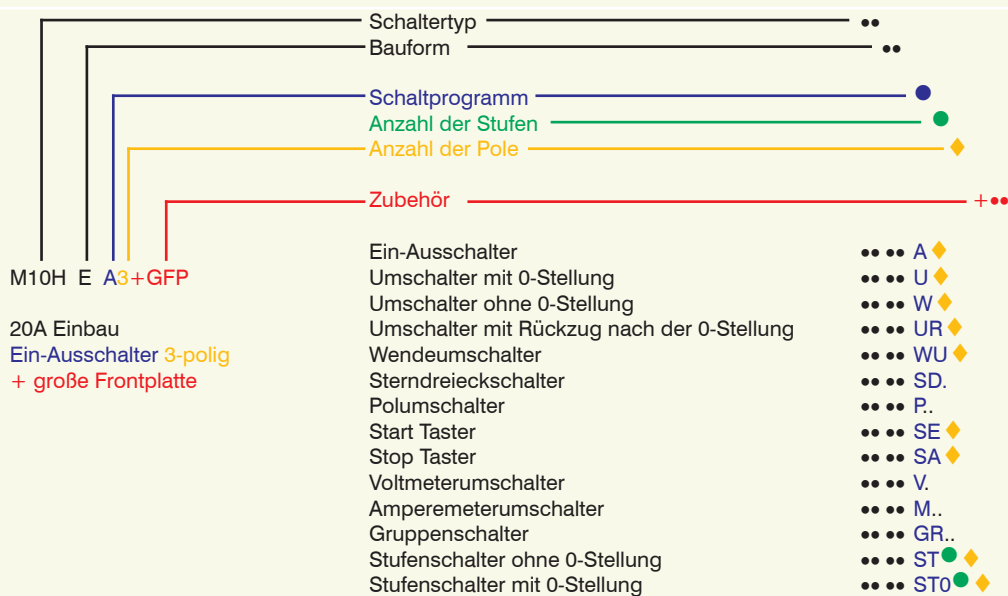 Schaltertyp ●● 
Bauform ●●
Schaltprogramm ●
Anzahl der Stufen ●
Anzahl der Pole ♦
Zubehör +●●
M10H E A3+GFP
20A Einbau
Ein-Ausschalter 3-polig
+ große Frontplatte
Ein-Ausschalter ●● ●● A ♦
Umschalter mit 0-Stellung ●● ●● U ♦
Umschalter ohne 0-Stellung ●● ●● W ♦
Umschalter mit Rückzug nach der 0-Stellung ●● ●● UR ♦
Wendeumschalter ●● ●● WU ♦
Sterndreieckschalter ●● ●● SD.
Polumschalter ●● ●● P..
Start Taster ●● ●● SE ♦
Stop Taster ●● ●● SA ♦
Voltmeterumschalter ●● ●● V.
Amperemeterumschalter ●● ●● M..
Gruppenschalter ●● ●● GR..
Stufenschalter ohne 0-Stellung ●● ●● ST ● ♦
Stufenschalter mit 0-Stellung ●● ●● ST0 ● ♦